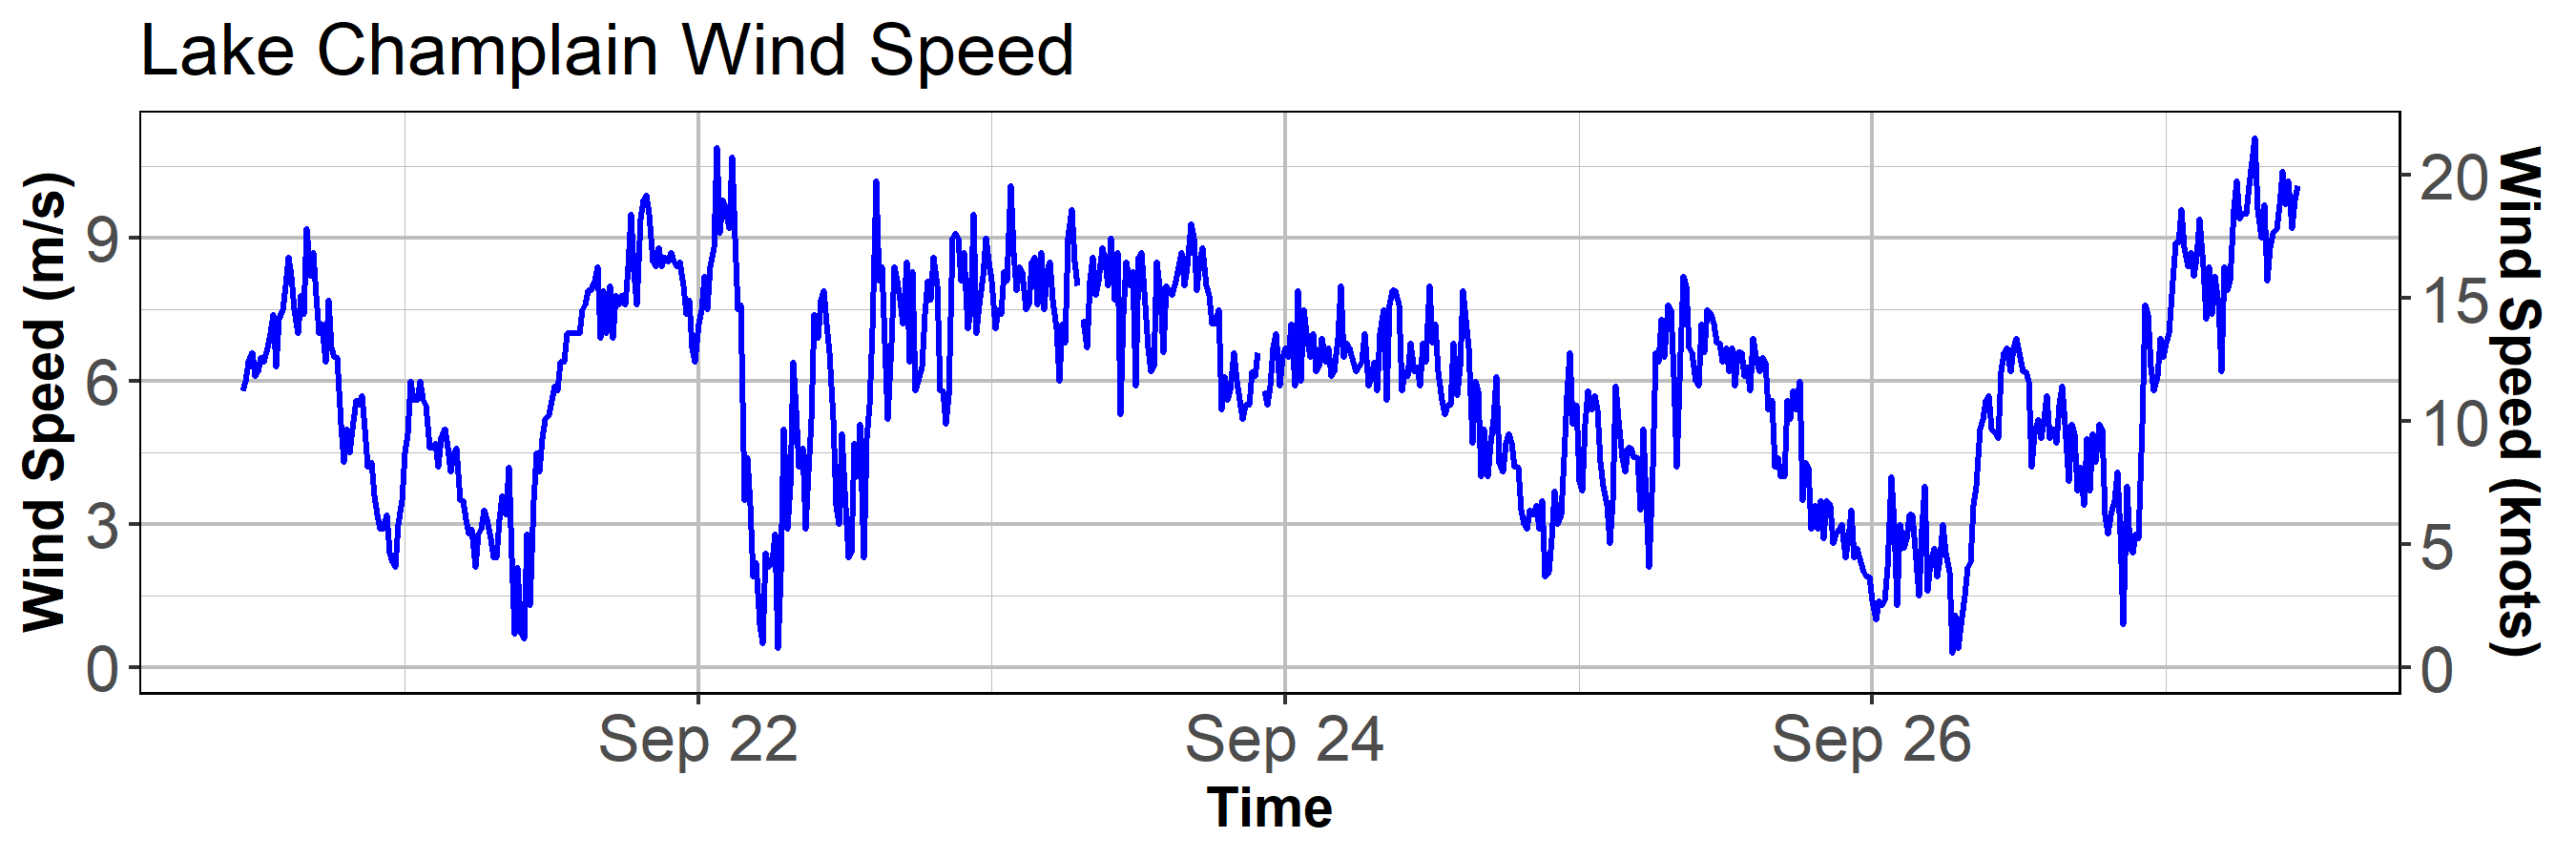 Lake Champlain Wind Speed
Wind Speed (m/s)
9
6
3
0
20
15
10
5
0
Wind Speed (knots)
Sep 22
Sep 24
Sep 26
Time